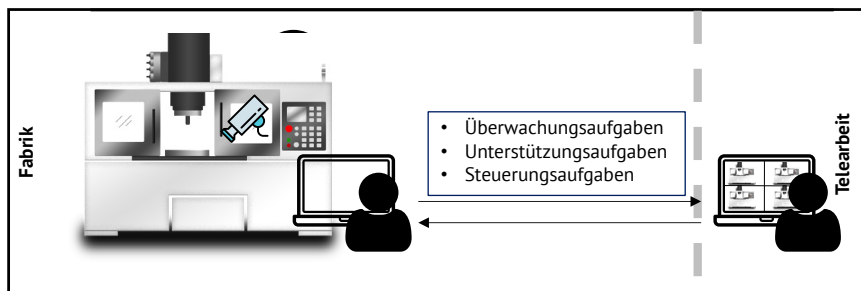 Fabrik
• Überwachungsaufgaben
• Unterstützungsaufgaben
• Steuerungsaufgaben
Telearbeit